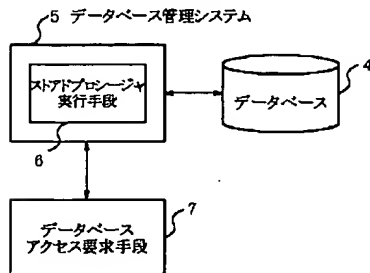 5 データベース管理システム
ストアドプロシージャ
実行手段
6
データベース
4
データベース
アクセス要求手段
7